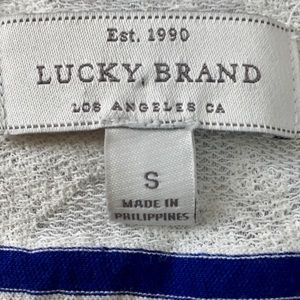 Est. 1990
LUCKY BRAND
LOS ANGELES CA
S
MADE IN
PHILIPPINES